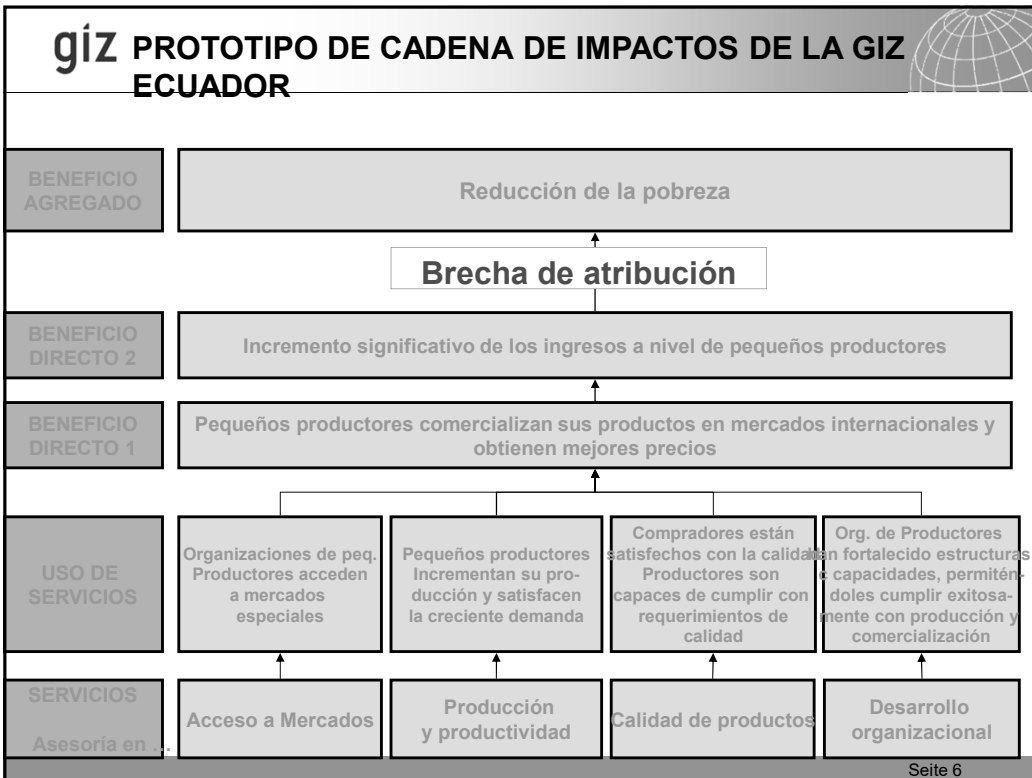 giz PROTOTIPO DE CADENA DE IMPACTOS DE LA GIZ
ECUADOR
BENEFICIO
AGREGADO
Reducción de la pobreza
Brecha de atribución
BENEFICIO
DIRECTO 2
Incremento significativo de los ingresos a nivel de pequeños productores
BENEFICIO
DIRECTO 1
Pequeños productores comercializan sus productos en mercados internacionales y
obtienen mejores precios
USO DE
SERVICIOS
Organizaciones de peq.
Productores acceden
a mercados
especiales
Pequeños productores
Incrementan su pro-
ducción y satisfacen
la creciente demanda
Compradores están
satisfechos con la calidad
Productores son
capaces de cumplir con
requerimientos de
calidad
Org. de Productores
han fortalecido estructuras
c capacidades, permitén-
doles cumplir exitosa-
mente con producción y
comercialización
SERVICIOS
Asesoría en ...
Acceso a Mercados
Producción
y productividad
Calidad de productos
Desarrollo
organizacional
Seite 6